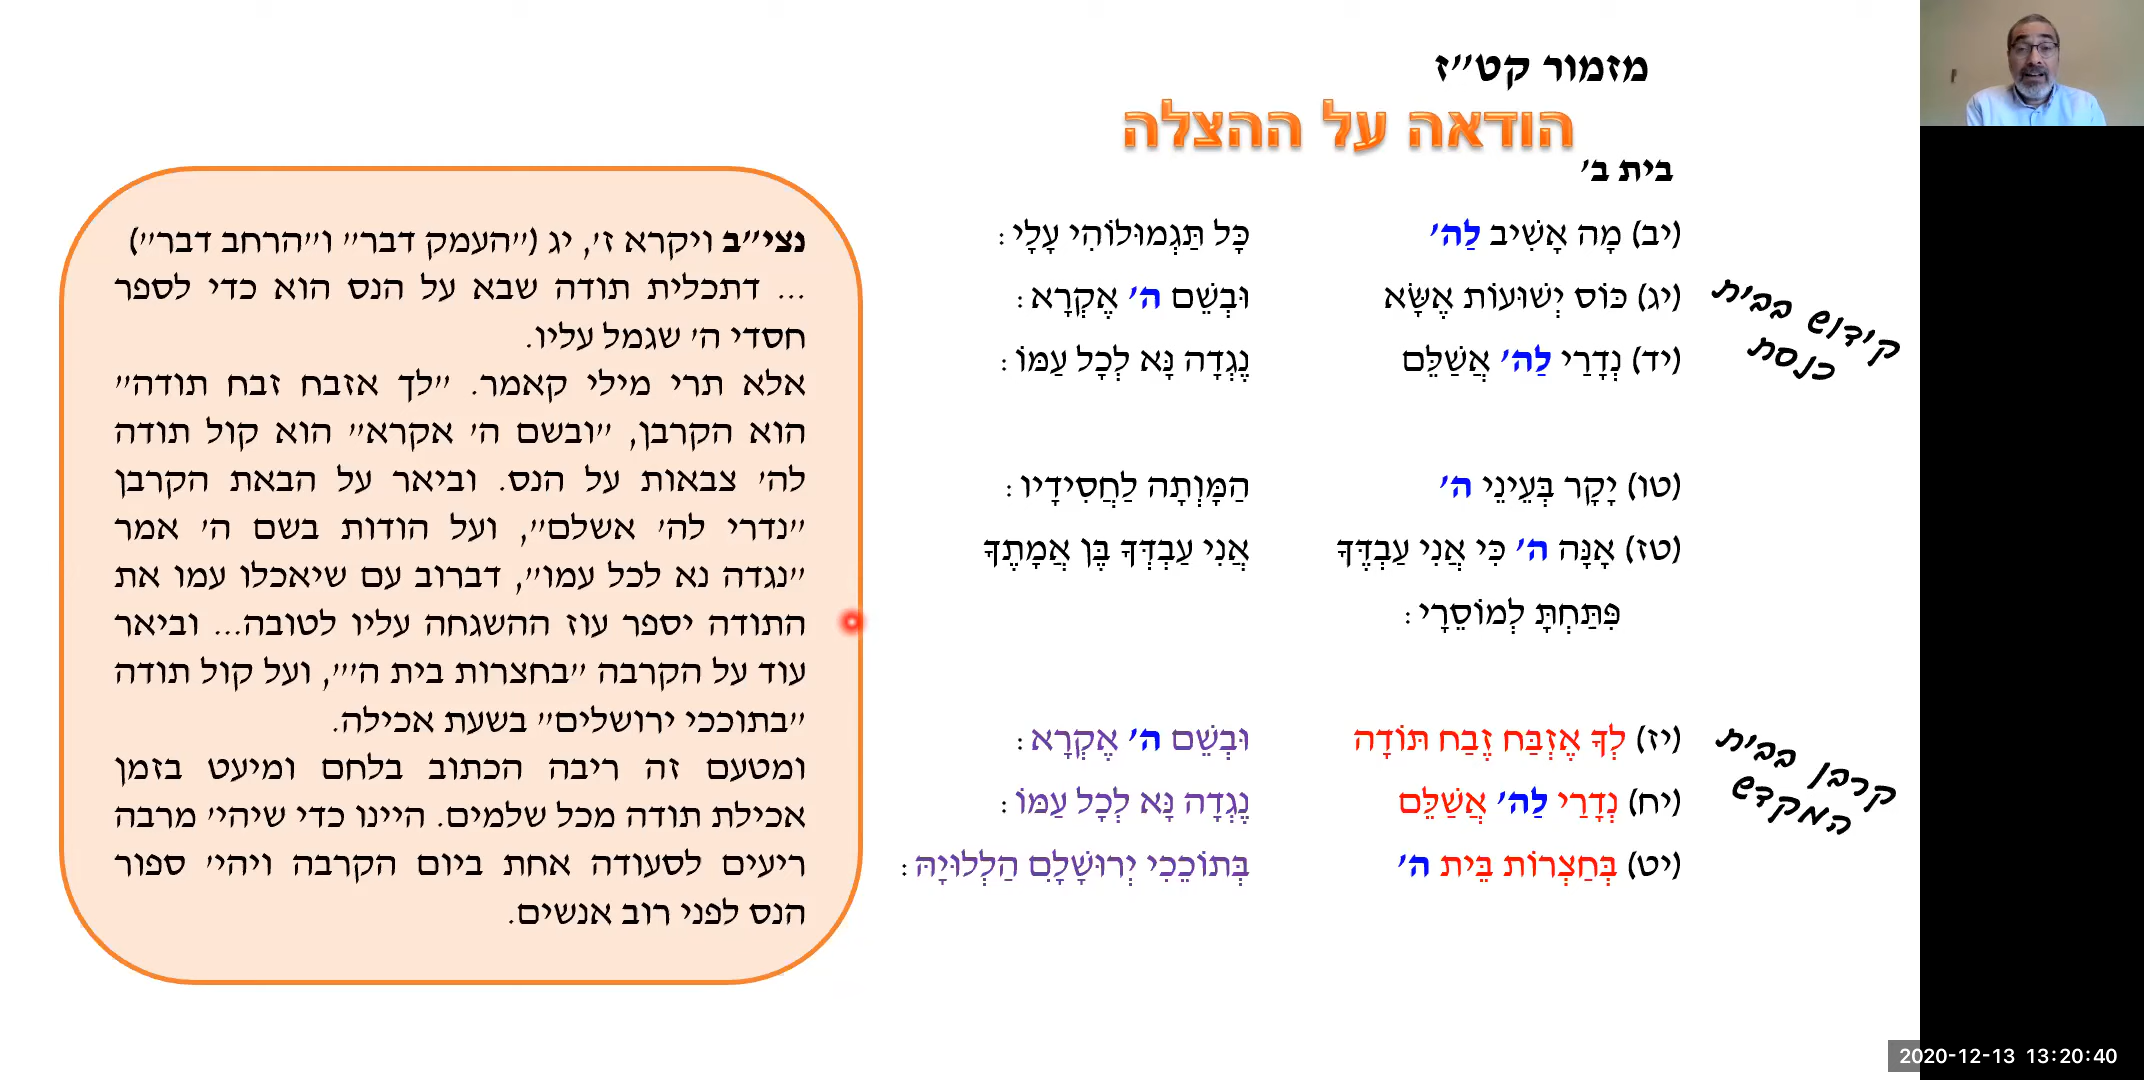 מזמור קט״ז
הודאה על ההצלה
בית ב׳
(יב) מָה אָשִׁיב לַה׳ כָּל תַּגְמוּלוֹהִי עָלָי:
(יג) כּוֹס יְשׁוּעוֹת אֶשָּׂא וּבְשֵׁם ה׳ אֶקְרָא:
(יד) נְדָרַי לַה׳ אֲשַׁלֵּם נֶגְדָה נָּא לְכָל עַמּוֹ:
קידוש בבית
כנסת
(טו) יָקָר בְּעֵינֵי ה׳ הַמָּוְתָה לַחֲסִידָיו:
(טז) אָנָּה ה׳ כִּי אֲנִי עַבְדֶּךָ אֲנִי עַבְדְּךָ בֶּן אֲמָתֶךָ
פִּתַּחְתָּ לְמוֹסֵרָי:
(יז) לְךָ אֶזְבַּח זֶבַח תּוֹדָה וּבְשֵׁם ה׳ אֶקְרָא:
(יח) נְדָרַי לַה׳ אֲשַׁלֵּם נֶגְדָה נָּא לְכָל עַמּוֹ:
(יט) בְּחַצְרוֹת בֵּית ה׳ בְּתוֹכֵכִי יְרוּשָׁלִָם הַלְלוּיָהּ:
קרבן בבית
המקדש
נצי״ב ויקרא ז׳, יג (״העמק דבר״ ו״הרחב דבר״)
... דתכלית תודה שבא על הנס הוא כדי לספר
חסדי ה׳ שגמל עליו.
אלא תרי מילי קאמר. ״לך אזבח זבח תודה״
הוא הקרבן, ״ובשם ה׳ אקרא״ הוא קול תודה
לה׳ צבאות על הנס. וביאר על הבאת הקרבן
״נדרי לה׳ אשלם״, ועל הודות בשם ה׳ אמר
״נגדה נא לכל עמו״, דברוב עם שיאכלו עמו את
התודה יספר עוז ההשגחה עליו לטובה... וביאר
עוד על הקרבה ״בחצרות בית ה׳״, ועל קול תודה
״בתוככי ירושלים״ בשעת אכילה.
ומטעם זה ריבה הכתוב בלחם ומיעט בזמן
אכילת תודה מכל שלמים. היינו כדי שיהי׳ מרבה
ריעים לסעודה אחת ביום הקרבה ויהי׳ ספור
הנס לפני רוב אנשים.
2020-12-13 13:20:40